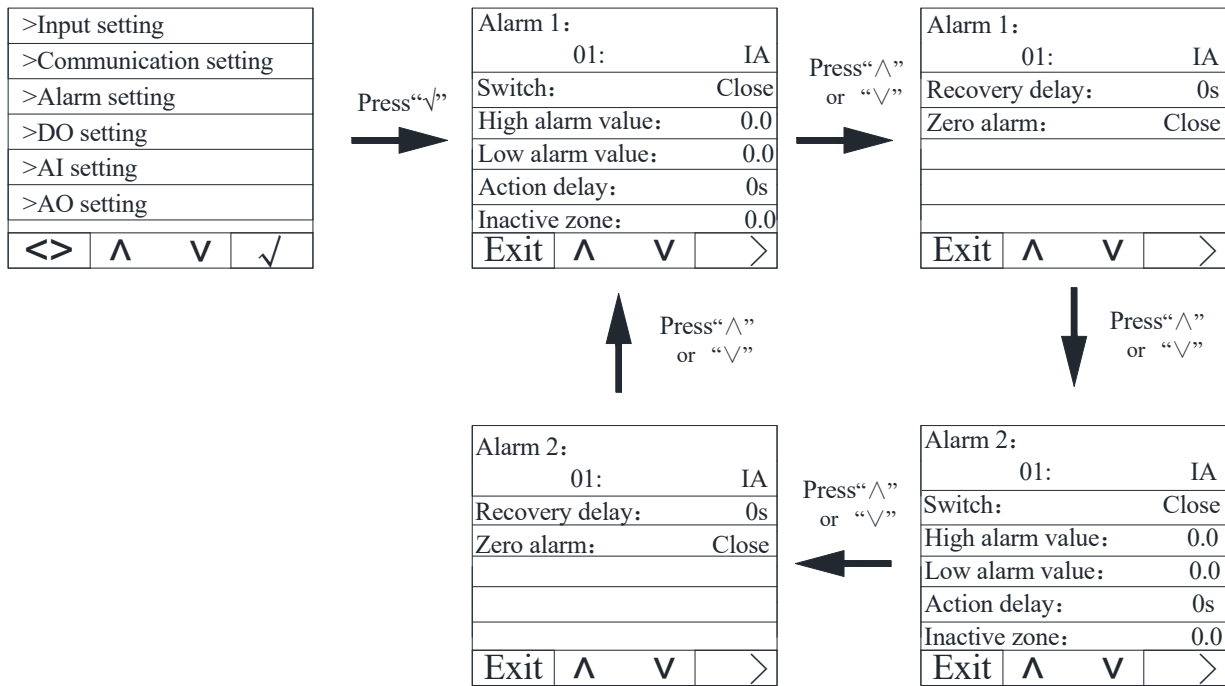 >Input setting
>Communication setting
>Alarm setting
>DO setting
>AI setting
>AO setting
<> ∧ ∨ √
Press“√”
Alarm 1：
01: IA
Switch： Close
High alarm value： 0.0
Low alarm value： 0.0
Action delay： 0s
Inactive zone： 0.0
Exit ∧ ∨ >
Press“∧”
or “∨”
Alarm 1：
01: IA
Recovery delay： 0s
Zero alarm： Close
Exit ∧ ∨ >
Press“∧”
or “∨”
Alarm 2：
01: IA
Switch： Close
High alarm value： 0.0
Low alarm value： 0.0
Action delay： 0s
Inactive zone： 0.0
Exit ∧ ∨ >
Press“∧”
or “∨”
Alarm 2：
01: IA
Recovery delay： 0s
Zero alarm： Close
Exit ∧ ∨ >
Press“∧”
or “∨”